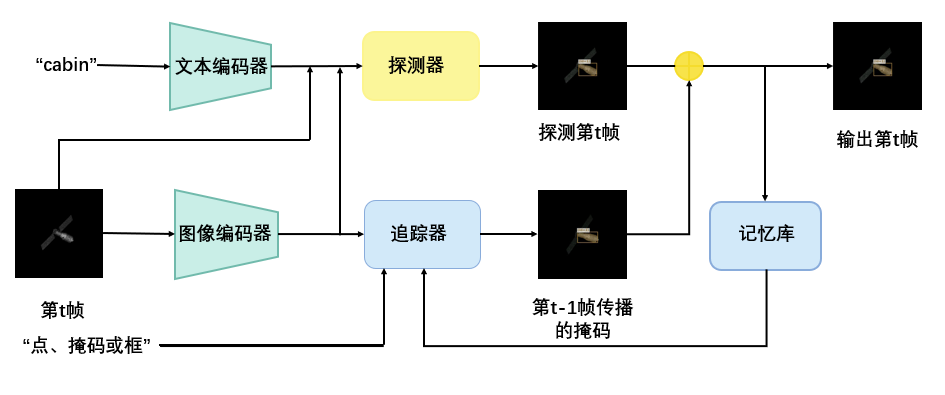 “cabin”
文本编码器
探测器
探测第t帧
输出第t帧
图像编码器
追踪器
记忆库
第t帧
第t-1帧传播
的掩码
“点、掩码或框”